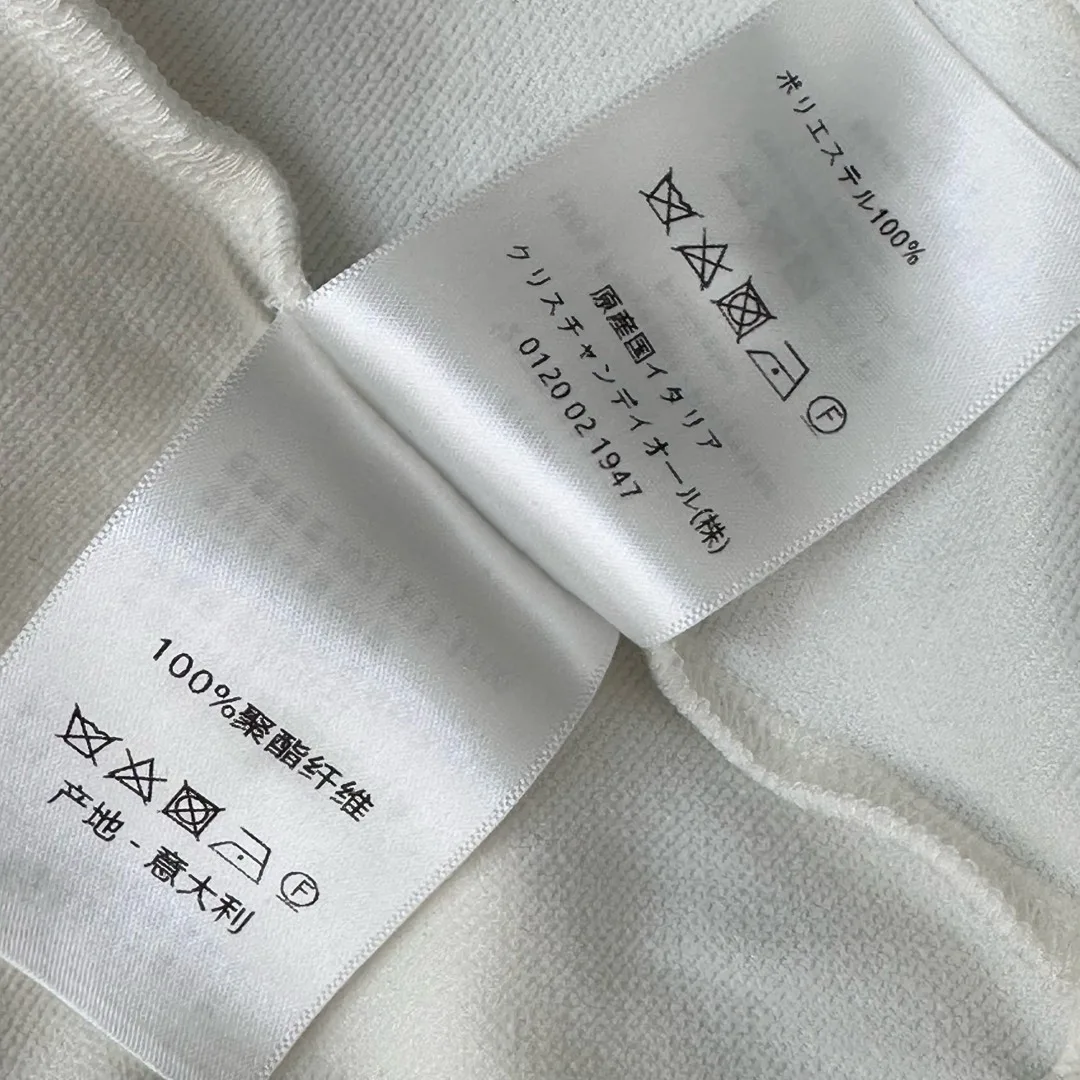 ポリエステル100%
F
原産国イタリア
クリスチャンディオール(株)
0120 02 1947
100%聚酯纤维
F
产地-意大利